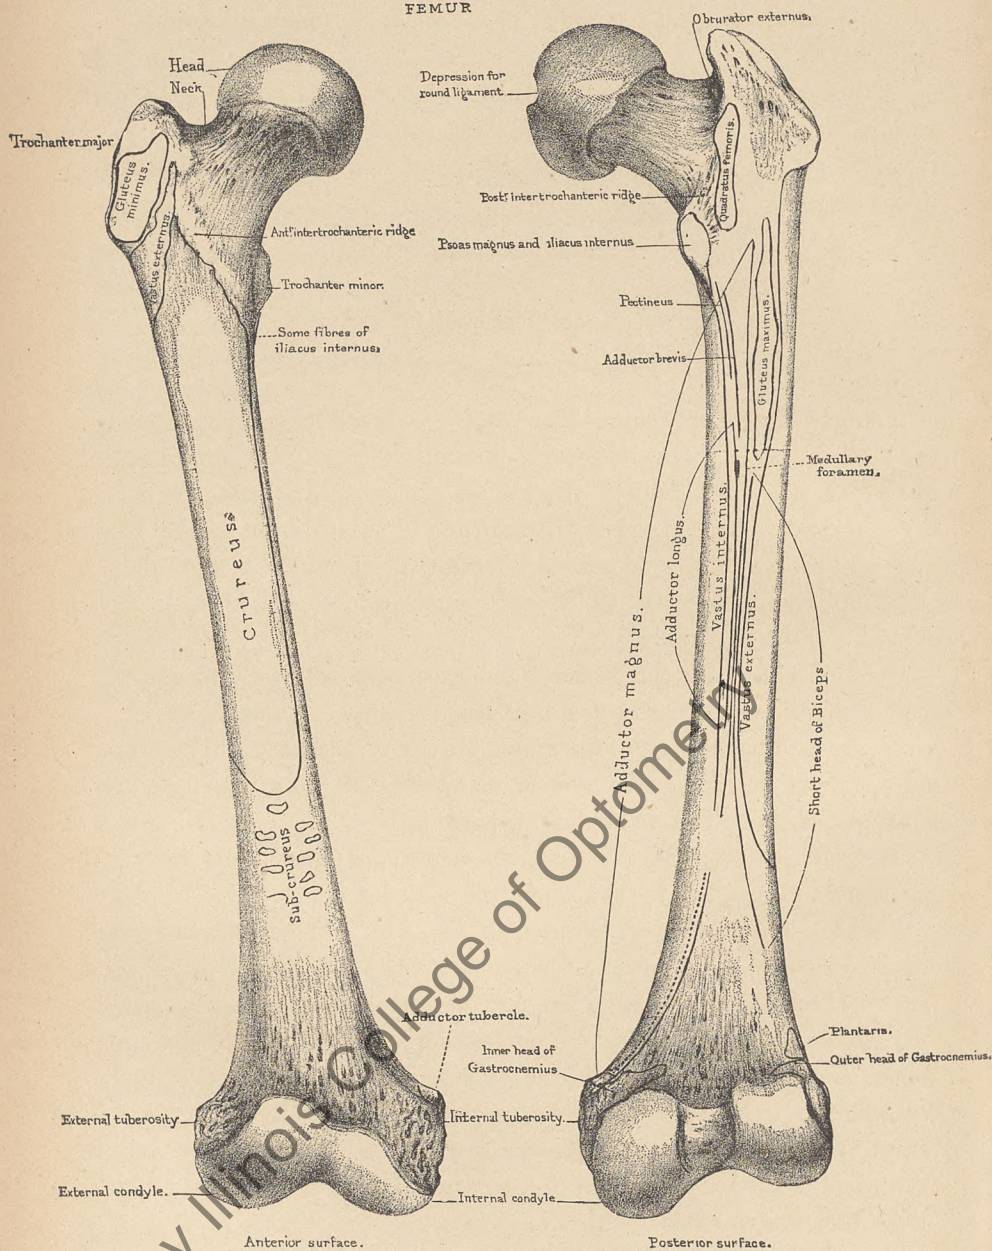 FEMUR
Head
Neck
Trochanter major
Gluteus
minimus.
Vastus externus.
Antr intertrochanteric ridge
Trochanter minor.
Some fibres of
iliacus internus.
Crureus
Sub-crureus
Adductor tubercle.
External tuberosity
Internal tuberosity.
External condyle.
Internal condyle
Anterior surface.
Obturator externus.
Depression for
round ligament
Quadratus femoris.
Postr intertrochanteric ridge
Psoas magnus and iliacus internus
Pectineus
Adductor brevis
Gluteus maximus.
Medullary
foramen.
Adductor magnus.
Adductor longus.
Vastus internus.
Vastus externus.
Short head of Biceps
Plantaris.
Outer head of Gastrocnemius.
Inner head of
Gastrocnemius
Posterior surface.
y Illinois College of Optometry